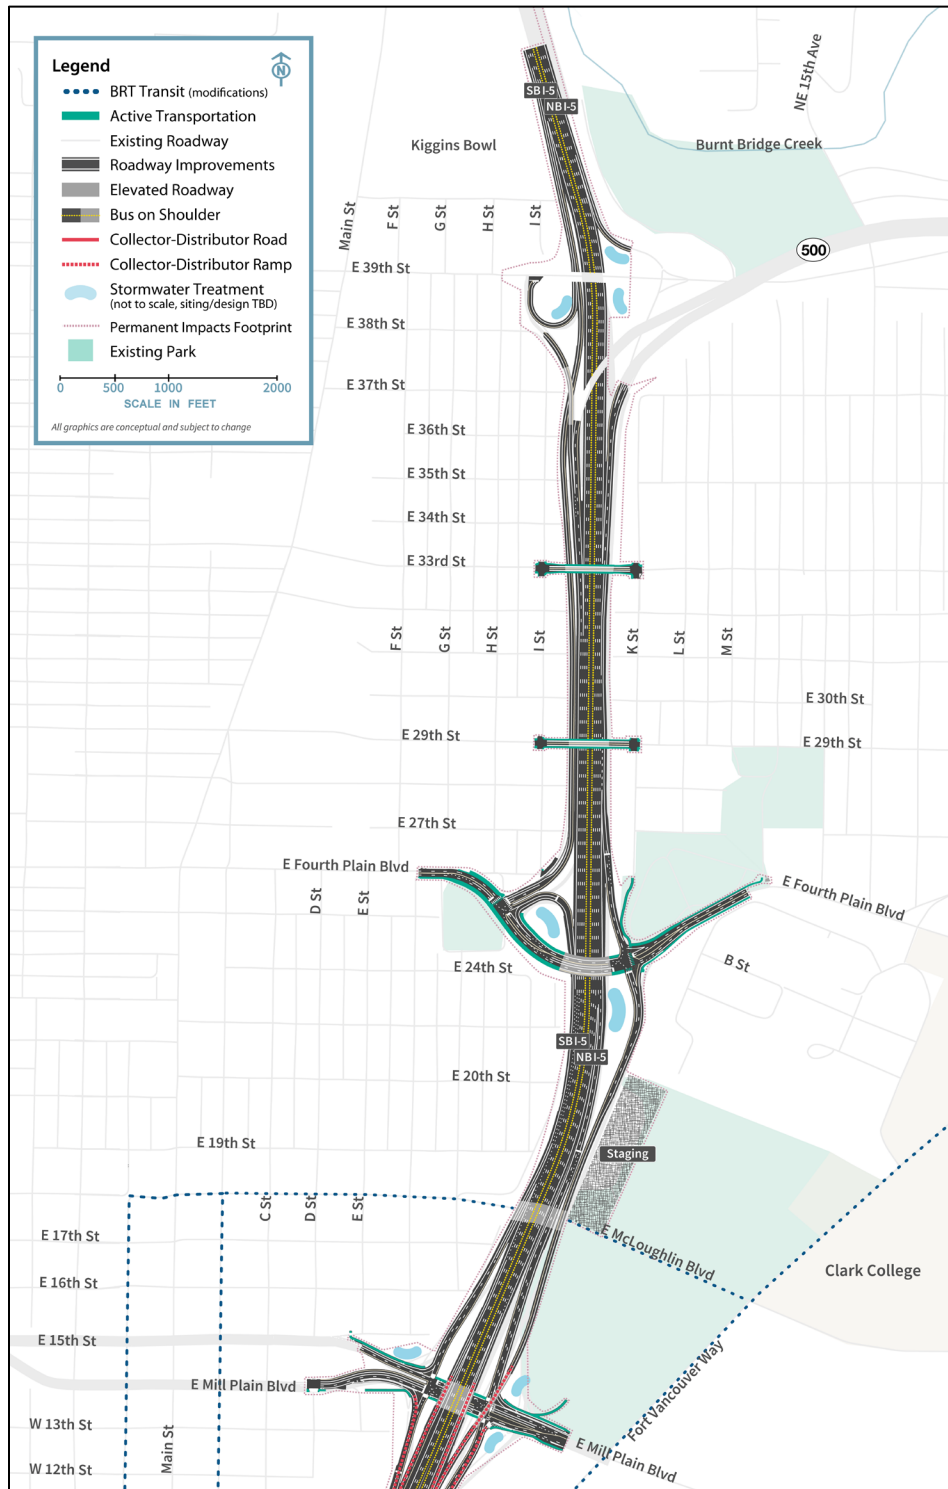 Legend
N
BRT Transit (modifications)
Active Transportation
Existing Roadway
Roadway Improvements
Elevated Roadway
Bus on Shoulder
Collector-Distributor Road
Collector-Distributor Ramp
Stormwater Treatment
(not to scale, siting/design TBD)
Permanent Impacts Footprint
Existing Park
0 500 1000 2000
SCALE IN FEET
All graphics are conceptual and subject to change
SBI-5
NBI-5
NE 15th Ave
Kiggins Bowl
Burnt Bridge Creek
Main St
F St
G St
H St
I St
500
E 39th St
E 38th St
E 37th St
E 36th St
E 35th St
E 34th St
E 33rd St
F St
G St
H St
I St
K St
L St
M St
E 30th St
E 29th St
E 29th St
E 27th St
E Fourth Plain Blvd
E Fourth Plain Blvd
D St
E St
E 24th St
B St
SBI-5
NBI-5
E 20th St
E 19th St
Staging
C St
D St
E St
E 17th St
E McLoughlin Blvd
E 16th St
Clark College
E 15th St
E Mill Plain Blvd
Fort Vancouver Way
W 13th St
Main St
E Mill Plain Blvd
W 12th St